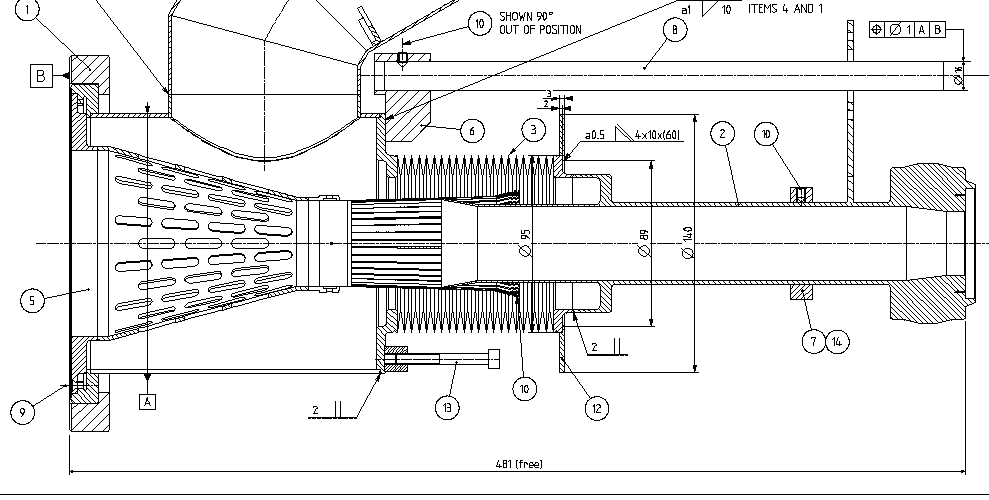 1
10
SHOWN 90°
OUT OF POSITION
a1 10 ITEMS 4 AND 1
8
⌖ Ø 1 A B
B
Ø 16
3
2
6
3
a0.5 4x10x(60)
2
10
Ø 95
Ø 89
Ø 140
5
2
7
14
9
A
2
13
10
12
481 (free)